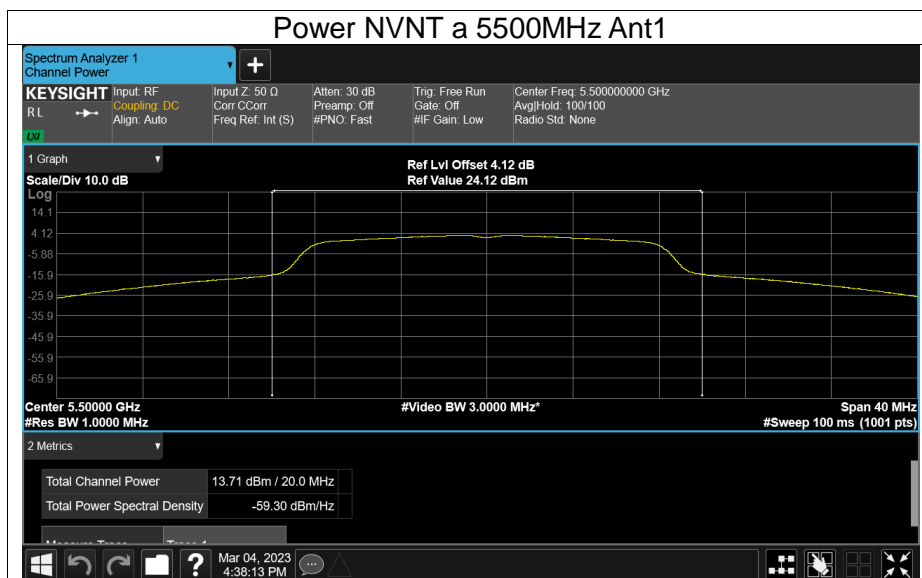 Power NVNT a 5500MHz Ant1
Spectrum Analyzer 1
Channel Power
KEYSIGHT
R L
LXI
Input: RF
Coupling: DC
Align: Auto
Input Z: 50 Ω
Corr CCorr
Freq Ref: Int (S)
Atten: 30 dB
Preamp: Off
#PNO: Fast
Trig: Free Run
Gate: Off
#IF Gain: Low
Center Freq: 5.500000000 GHz
Avg|Hold: 100/100
Radio Std: None
1 Graph
Scale/Div 10.0 dB
Ref Lvl Offset 4.12 dB
Ref Value 24.12 dBm
Log
14.1
4.12
-5.88
-15.9
-25.9
-35.9
-45.9
-55.9
-65.9
Center 5.50000 GHz
#Res BW 1.0000 MHz
#Video BW 3.0000 MHz*
Span 40 MHz
#Sweep 100 ms (1001 pts)
2 Metrics
Total Channel Power 13.71 dBm / 20.0 MHz
Total Power Spectral Density -59.30 dBm/Hz
Mar 04, 2023
4:38:13 PM